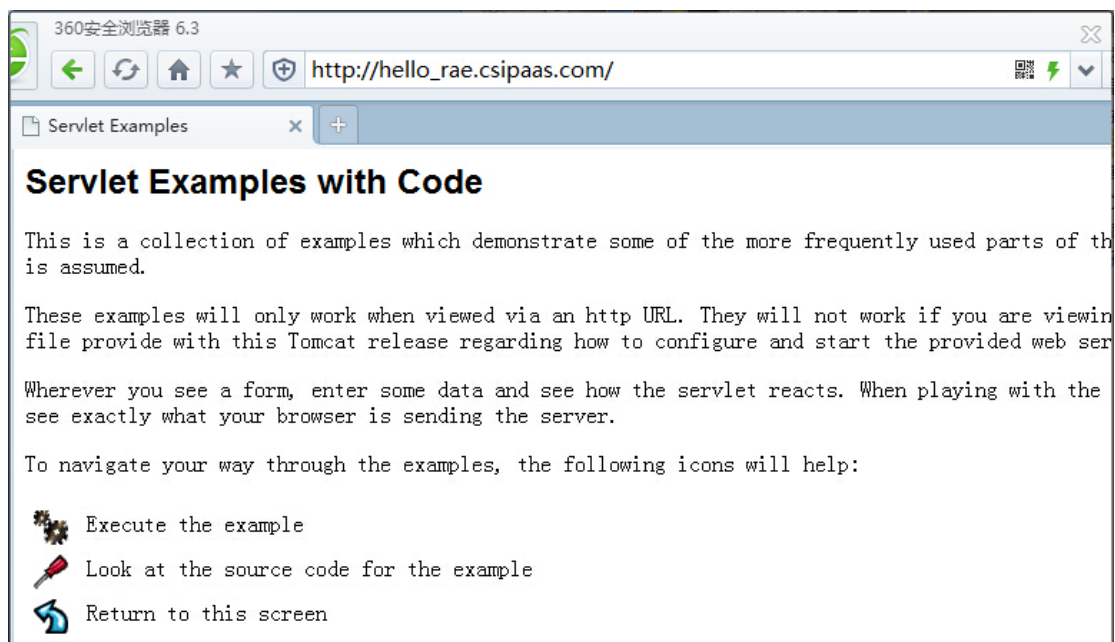 360安全浏览器 6.3
http://hello_rae.csipaas.com/
Servlet Examples
Servlet Examples with Code
This is a collection of examples which demonstrate some of the more frequently used parts of th
is assumed.
These examples will only work when viewed via an http URL. They will not work if you are viewin
file provide with this Tomcat release regarding how to configure and start the provided web ser
Wherever you see a form, enter some data and see how the servlet reacts. When playing with the
see exactly what your browser is sending the server.
To navigate your way through the examples, the following icons will help:
Execute the example
Look at the source code for the example
Return to this screen